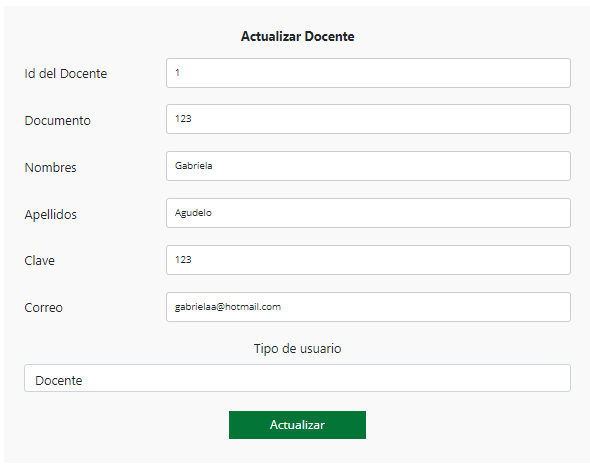 Actualizar Docente
Id del Docente 1
Documento 123
Nombres Gabriela
Apellidos Agudelo
Clave 123
Correo gabrielaa@hotmail.com
Tipo de usuario
Docente
Actualizar